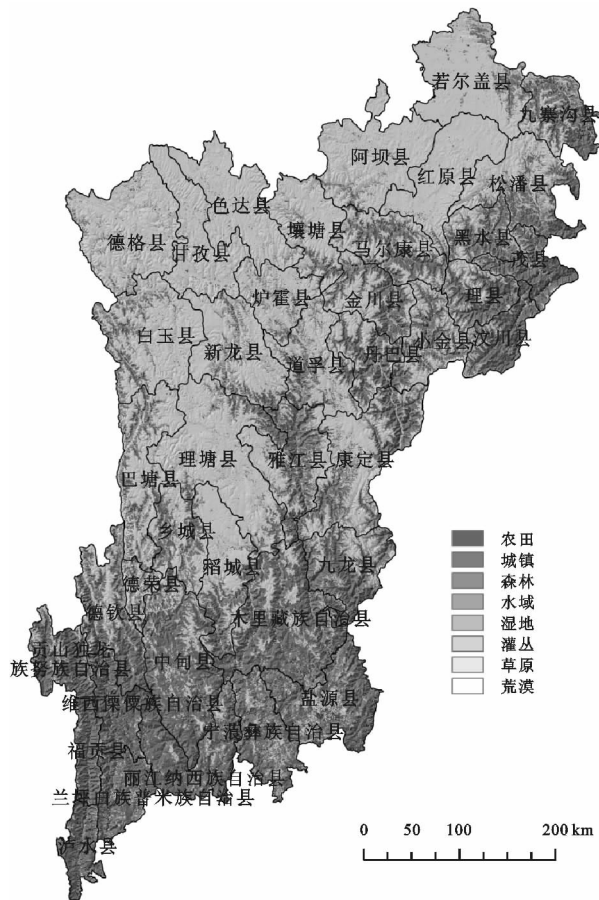 若尔盖县
九寨沟县
阿坝县
红原县
松潘县
色达县
壤塘县
德格县
甘孜县
马尔康县
黑水县
茂县
炉霍县
金川县
理县
白玉县
新龙县
道孚县
丹巴县
小金县
汶川县
理塘县
雅江县
康定县
巴塘县
乡城县
稻城县
九龙县
德荣县
德钦县
木里藏族自治县
贡山独龙
族努族自治县
中甸县
维西傈僳族自治县
盐源县
宁蒗彝族自治县
福贡县
丽江纳西族自治县
兰坪白族普米族自治县
泸水县
农田
城镇
森林
水域
湿地
灌丛
草原
荒漠
0 50 100 200 km